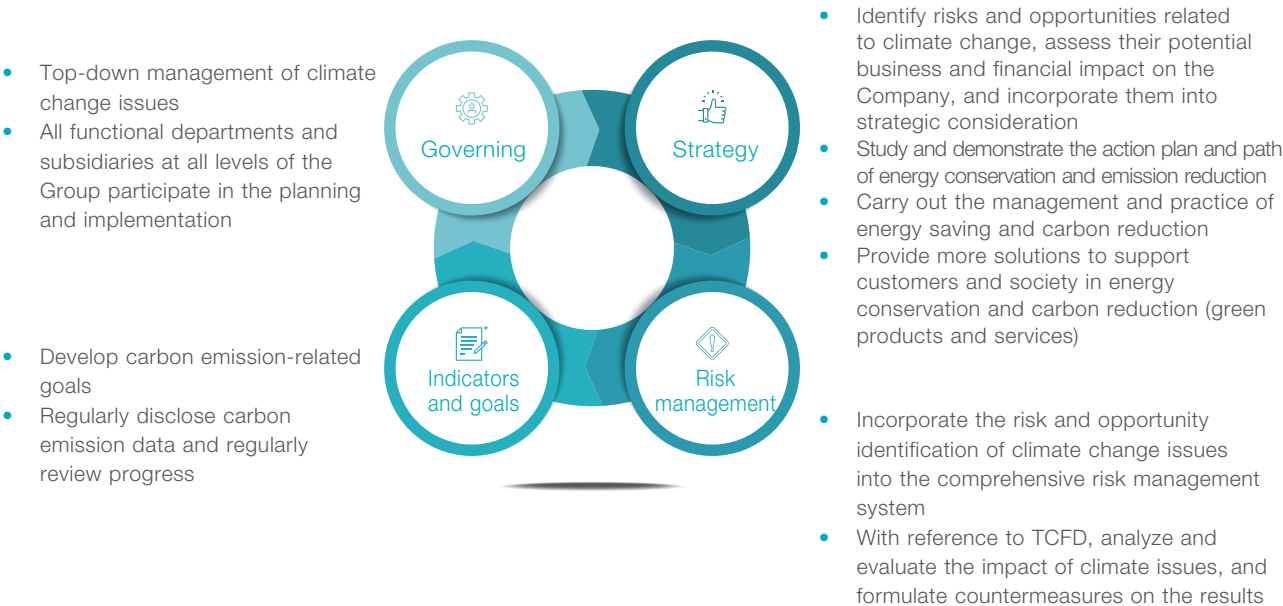 • Top-down management of climate
change issues
• All functional departments and
subsidiaries at all levels of the
Group participate in the planning
and implementation
Governing
Strategy
• Identify risks and opportunities related
to climate change, assess their potential
business and financial impact on the
Company, and incorporate them into
strategic consideration
• Study and demonstrate the action plan and path
of energy conservation and emission reduction
• Carry out the management and practice of
energy saving and carbon reduction
• Provide more solutions to support
customers and society in energy
conservation and carbon reduction (green
products and services)
• Develop carbon emission-related
goals
• Regularly disclose carbon
emission data and regularly
review progress
Indicators
and goals
Risk
management
• Incorporate the risk and opportunity
identification of climate change issues
into the comprehensive risk management
system
• With reference to TCFD, analyze and
evaluate the impact of climate issues, and
formulate countermeasures on the results